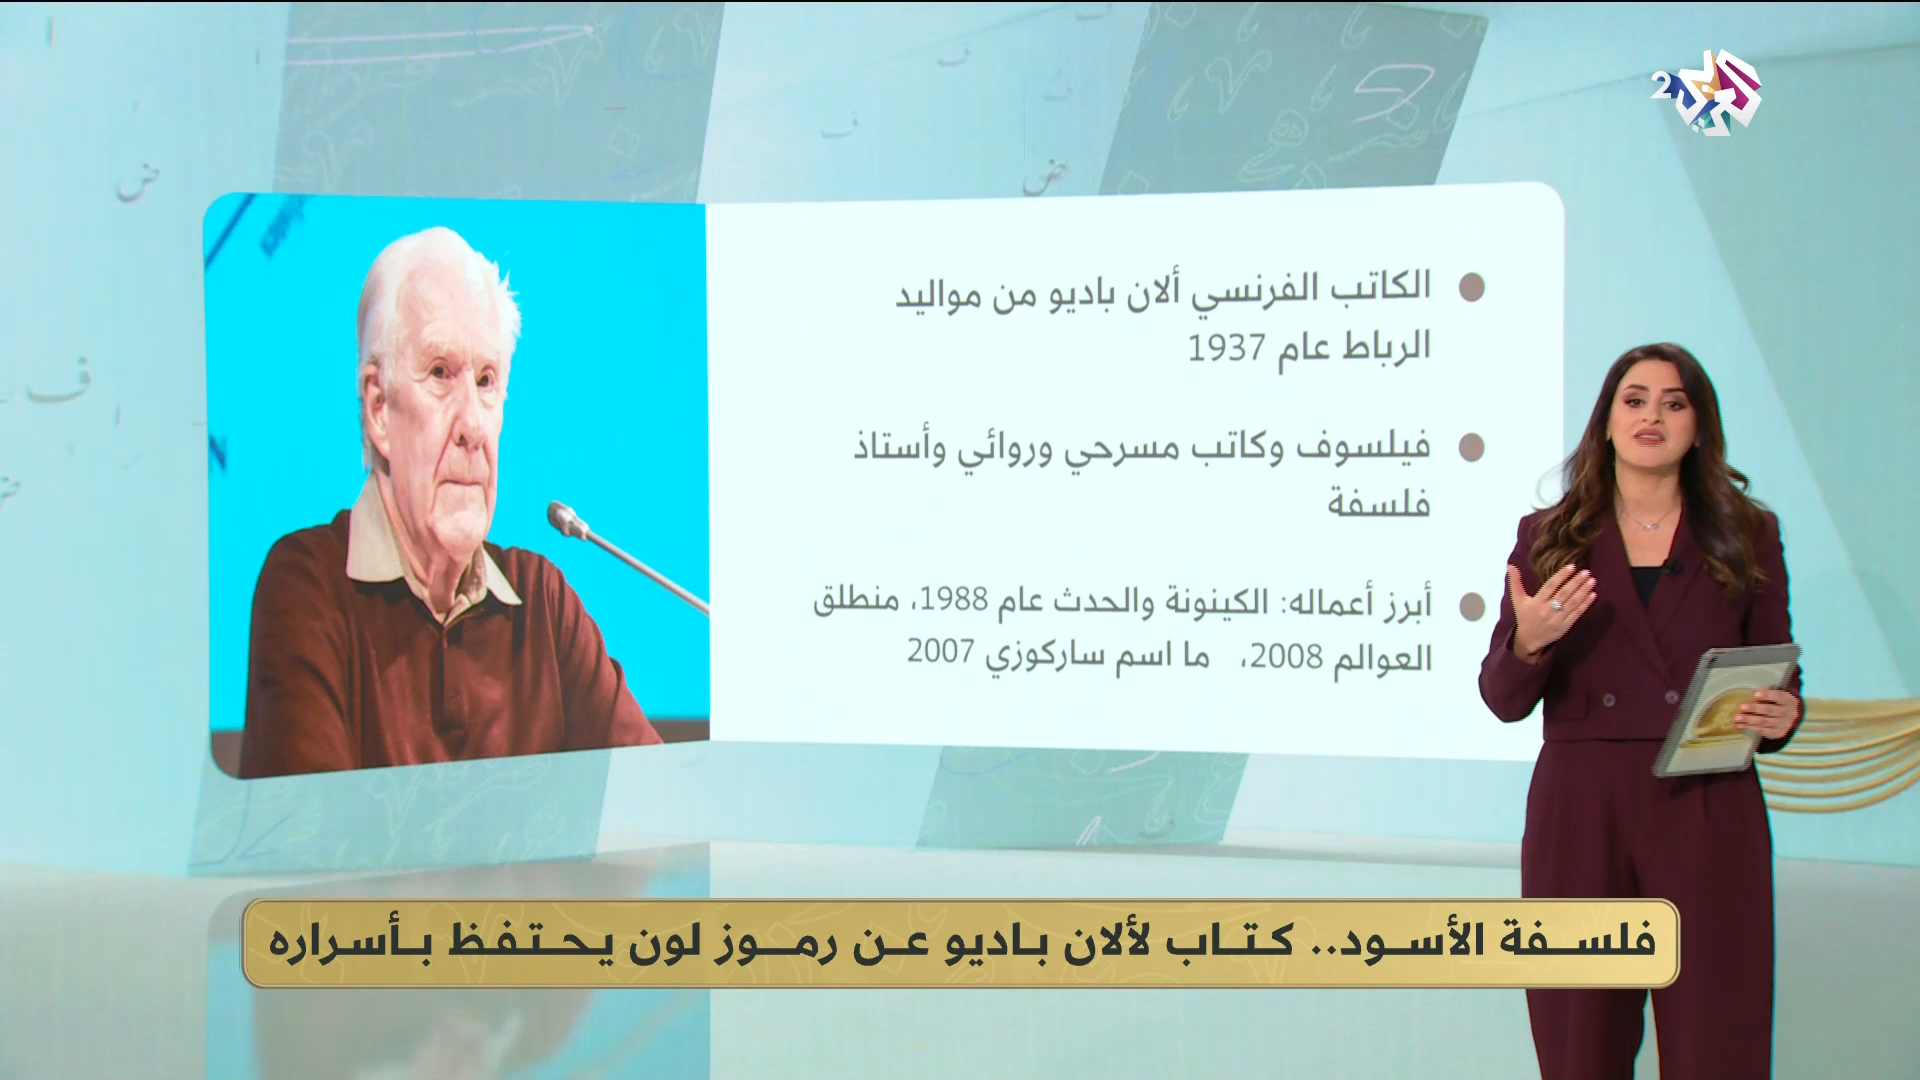 الكاتب الفرنسي ألان باديو من مواليد
الرباط عام 1937
فيلسوف وكاتب مسرحي وروائي وأستاذ
فلسفة
أبرز أعماله: الكينونة والحدث عام 1988، منطلق
العوالم 2008، ما اسم ساركوزي 2007
فلسفة الأسود.. كتاب لألان باديو عن رموز لون يحتفظ بأسراره
العربي 2